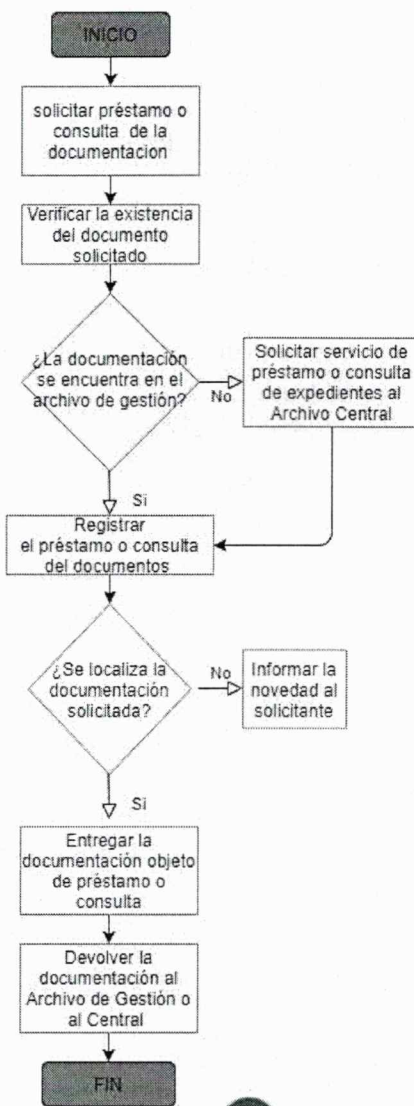 INICIO
solicitar préstamo o
consulta de la
documentacion
Verificar la existencia
del documento
solicitado
¿La documentación
se encuentra en el
archivo de gestión?
No
Solicitar servicio de
préstamo o consulta
de expedientes al
Archivo Central
Si
Registrar
el préstamo o consulta
del documentos
¿Se localiza la
documentación
solicitada?
No
Informar la
novedad al
solicitante
Si
Entregar la
documentación objeto
de préstamo o
consulta
Devolver la
documentación al
Archivo de Gestión o
al Central
FIN